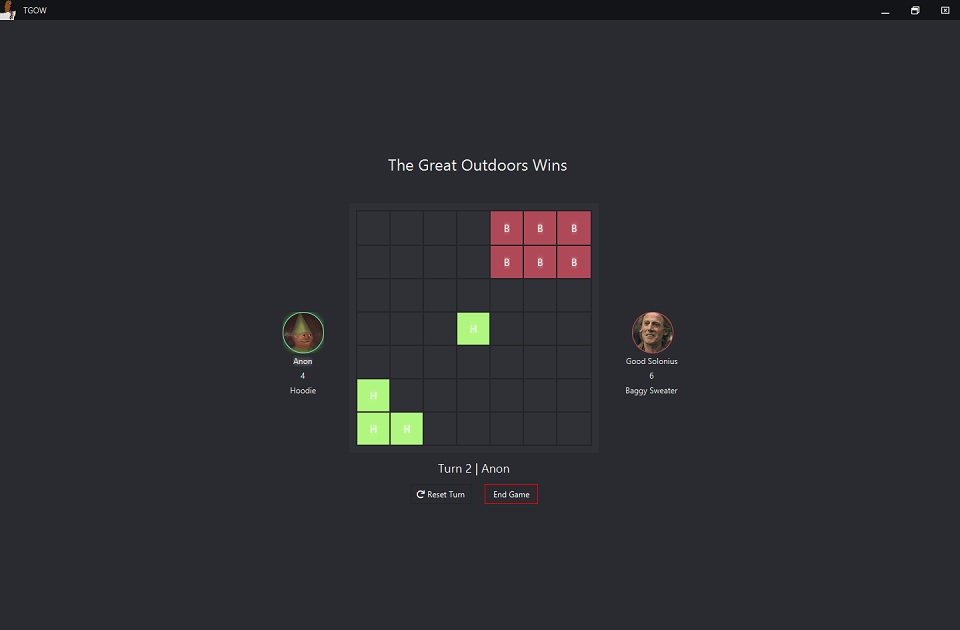 TGOW
The Great Outdoors Wins
B B B
B B B
H
H
H H
Anon
4
Hoodie
Good Solonius
6
Baggy Sweater
Turn 2 | Anon
Reset Turn
End Game